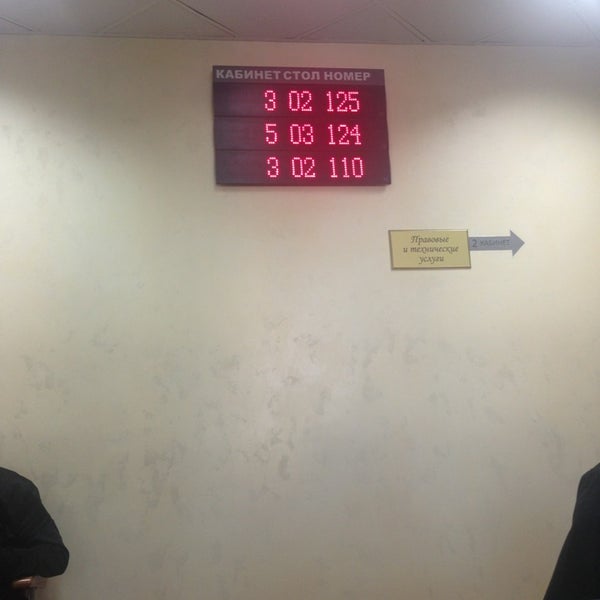 КАБИНЕТ СТОЛ НОМЕР
3 02 125
5 03 124
3 02 110
Правовые
и технические
услуги
2 КАБИНЕТ